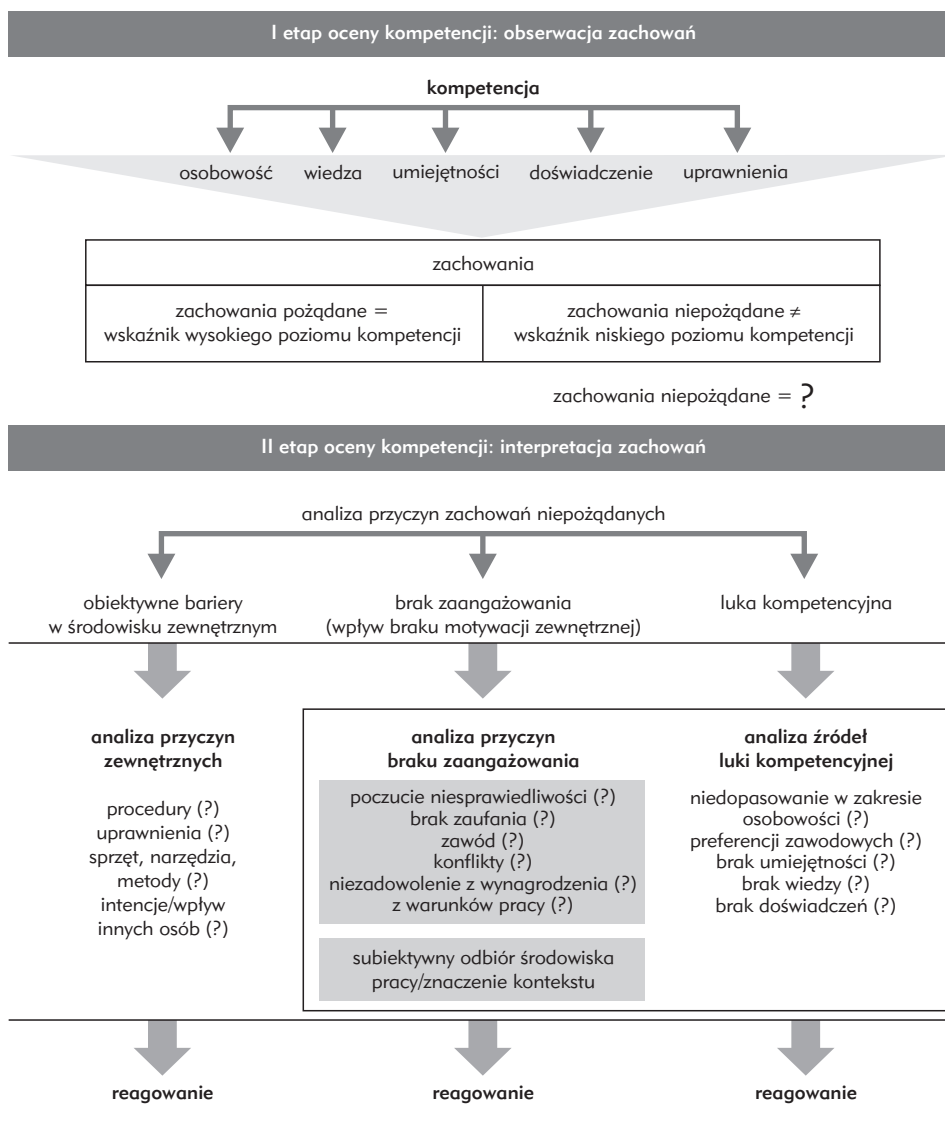 I etap oceny kompetencji: obserwacja zachowań
kompetencja
osobowość wiedza umiejętności doświadczenie uprawnienia
zachowania
zachowania pożądane =
wskaźnik wysokiego poziomu kompetencji
zachowania niepożądane ≠
wskaźnik niskiego poziomu kompetencji
zachowania niepożądane = ?
II etap oceny kompetencji: interpretacja zachowań
analiza przyczyn zachowań niepożądanych
obiektywne bariery
w środowisku zewnętrznym
brak zaangażowania
(wpływ braku motywacji zewnętrznej)
luka kompetencyjna
analiza przyczyn
zewnętrznych
procedury (?)
uprawnienia (?)
sprzęt, narzędzia,
metody (?)
intencje/wpływ
innych osób (?)
analiza przyczyn
braku zaangażowania
poczucie niesprawiedliwości (?)
brak zaufania (?)
zawód (?)
konflikty (?)
niezadowolenie z wynagrodzenia (?)
z warunków pracy (?)
subiektywny odbiór środowiska
pracy/znaczenie kontekstu
analiza źródeł
luki kompetencyjnej
niedopasowanie w zakresie
osobowości (?)
preferencji zawodowych (?)
brak umiejętności (?)
brak wiedzy (?)
brak doświadczeń (?)
reagowanie
reagowanie
reagowanie